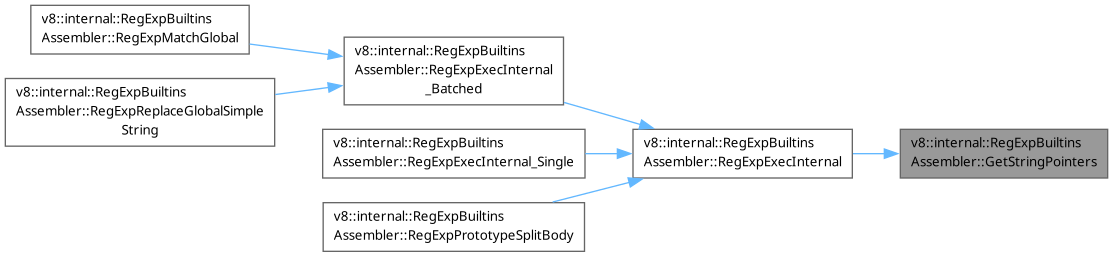 v8::internal::RegExpBuiltins
Assembler::RegExpMatchGlobal
v8::internal::RegExpBuiltins
Assembler::RegExpReplaceGlobalSimple
String
v8::internal::RegExpBuiltins
Assembler::RegExpExecInternal
_Batched
v8::internal::RegExpBuiltins
Assembler::RegExpExecInternal_Single
v8::internal::RegExpBuiltins
Assembler::RegExpPrototypeSplitBody
v8::internal::RegExpBuiltins
Assembler::RegExpExecInternal
v8::internal::RegExpBuiltins
Assembler::GetStringPointers